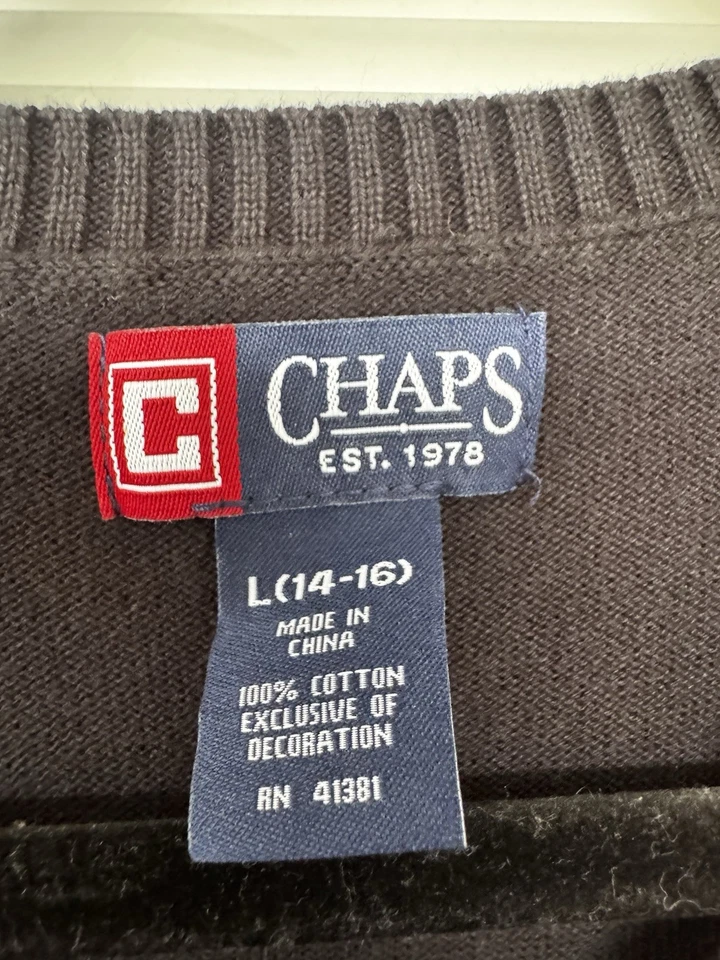 C
CHAPS
EST. 1978
L(14-16)
MADE IN
CHINA
100% COTTON
EXCLUSIVE OF
DECORATION
RN 41381